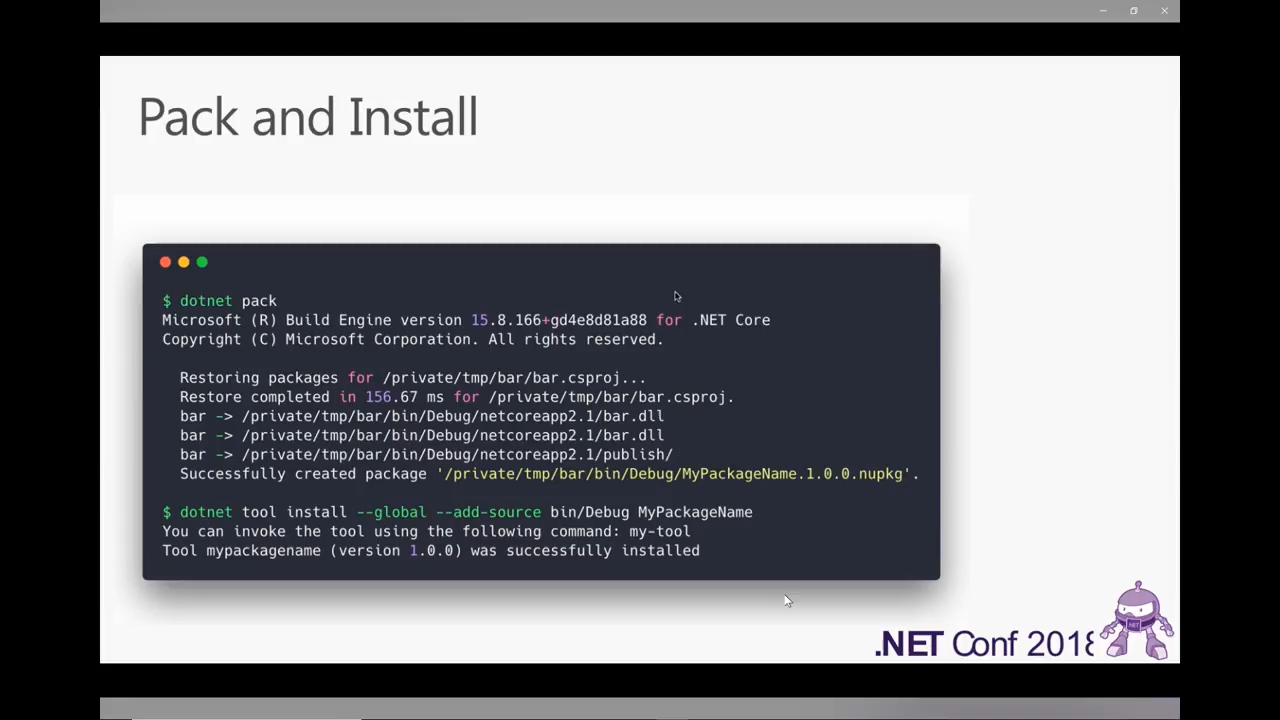 Pack and Install
$ dotnet pack
Microsoft (R) Build Engine version 15.8.166+gd4e8d81a88 for .NET Core
Copyright (C) Microsoft Corporation. All rights reserved.
Restoring packages for /private/tmp/bar/bar.csproj...
Restore completed in 156.67 ms for /private/tmp/bar/bar.csproj.
bar -> /private/tmp/bar/bin/Debug/netcoreapp2.1/bar.dll
bar -> /private/tmp/bar/bin/Debug/netcoreapp2.1/bar.dll
bar -> /private/tmp/bar/bin/Debug/netcoreapp2.1/publish/
Successfully created package '/private/tmp/bar/bin/Debug/MyPackageName.1.0.0.nupkg'.
$ dotnet tool install --global --add-source bin/Debug MyPackageName
You can invoke the tool using the following command: my-tool
Tool mypackagename (version 1.0.0) was successfully installed
.NET Conf 2018
.NET